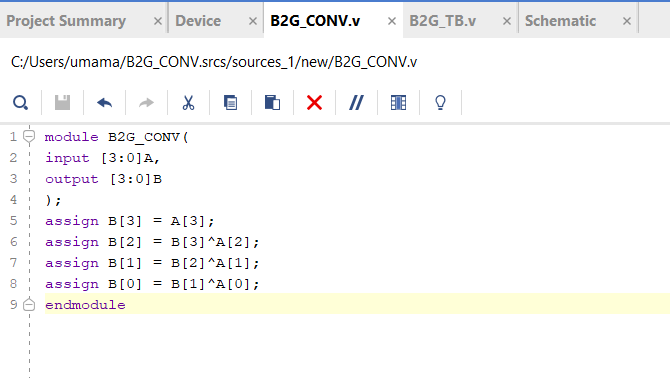 Project Summary × Device × B2G_CONV.v × B2G_TB.v × Schematic ×
C:/Users/umama/B2G_CONV.srcs/sources_1/new/B2G_CONV.v
1 module B2G_CONV(
2 input [3:0]A,
3 output [3:0]B
4 );
5 assign B[3] = A[3];
6 assign B[2] = B[3]^A[2];
7 assign B[1] = B[2]^A[1];
8 assign B[0] = B[1]^A[0];
9 endmodule